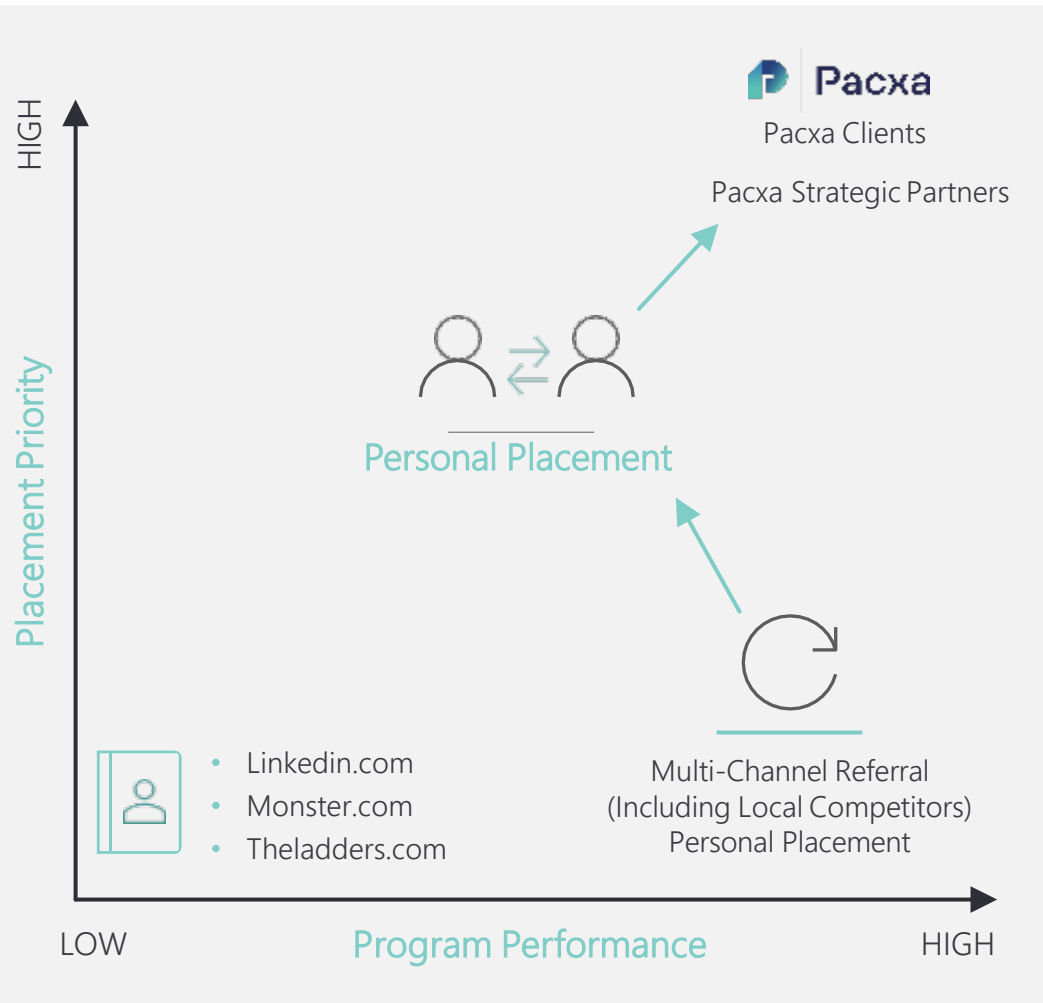 Pacxa
Pacxa Clients
Pacxa Strategic Partners
HIGH
Placement Priority
Personal Placement
• Linkedin.com
• Monster.com
• Theladders.com
Multi-Channel Referral
(Including Local Competitors)
Personal Placement
LOW
Program Performance
HIGH